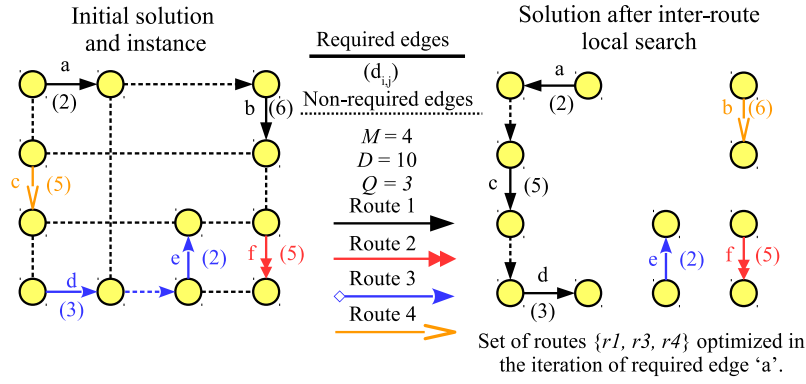 Initial solution
and instance
a
(2)
b
(6)
c
(5)
d
(3)
e
(2)
f
(5)
Required edges
(d_{i,j})
Non-required edges
M = 4
D = 10
Q = 3
Route 1
Route 2
Route 3
Route 4
Solution after inter-route
local search
a
(2)
b
(6)
c
(5)
d
(3)
e
(2)
f
(5)
Set of routes {r1, r3, r4} optimized in
the iteration of required edge ‘a’.